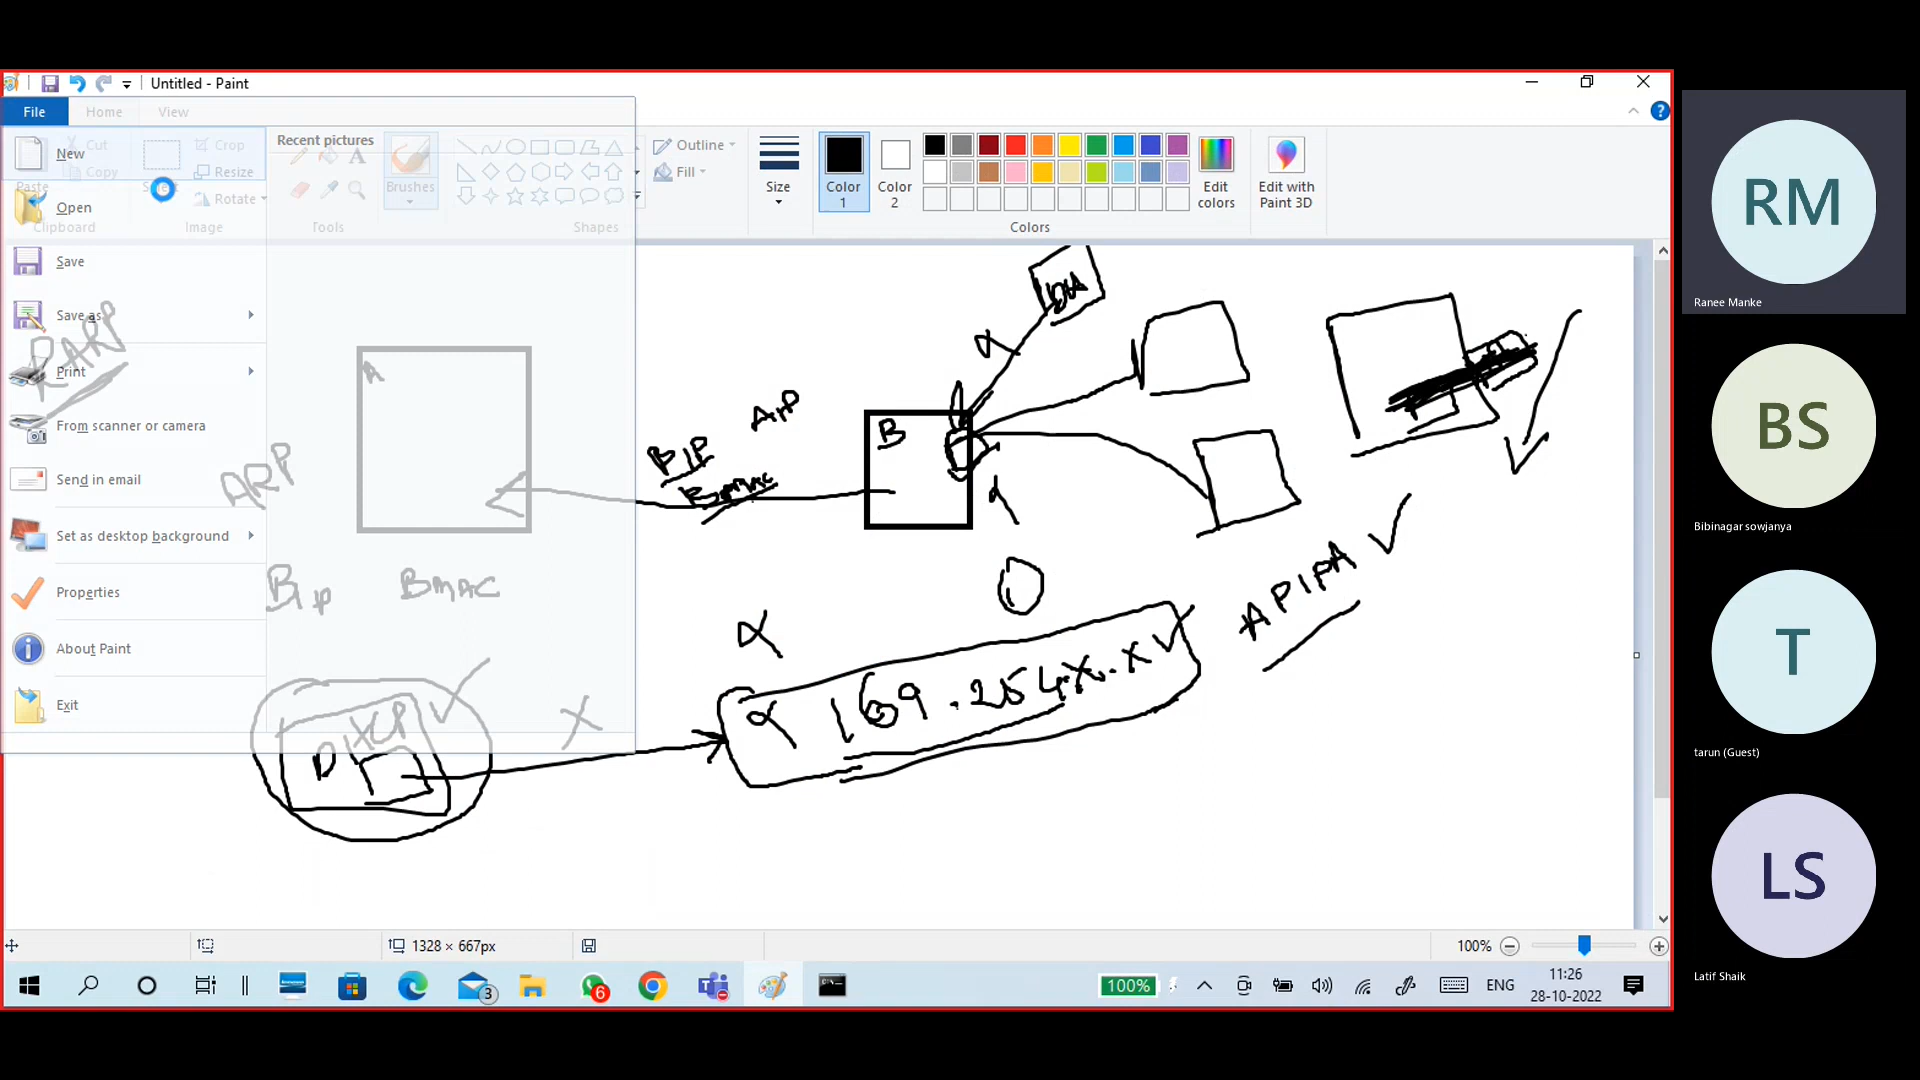 Untitled - Paint
File
Home
View
New
Open
Save
Save as
Print
From scanner or camera
Send in email
Set as desktop background
Properties
About Paint
Exit
Recent pictures
Paste
Cut
Copy
Clipboard
Crop
Resize
Rotate
Image
Tools
Brushes
Shapes
Outline
Fill
Size
Color 1
Color 2
Edit colors
Edit with Paint 3D
Colors
RARP
ARP
A
B IP
B MAC
B IP
B MAC
B
DHCP
X
169.254.X..X
APIPA
1328 × 667px
100%
3
6
100%
ENG
11:26
28-10-2022
RM
Ranee Manke
BS
Bibinagar sowjanya
T
tarun (Guest)
LS
Latif Shaik